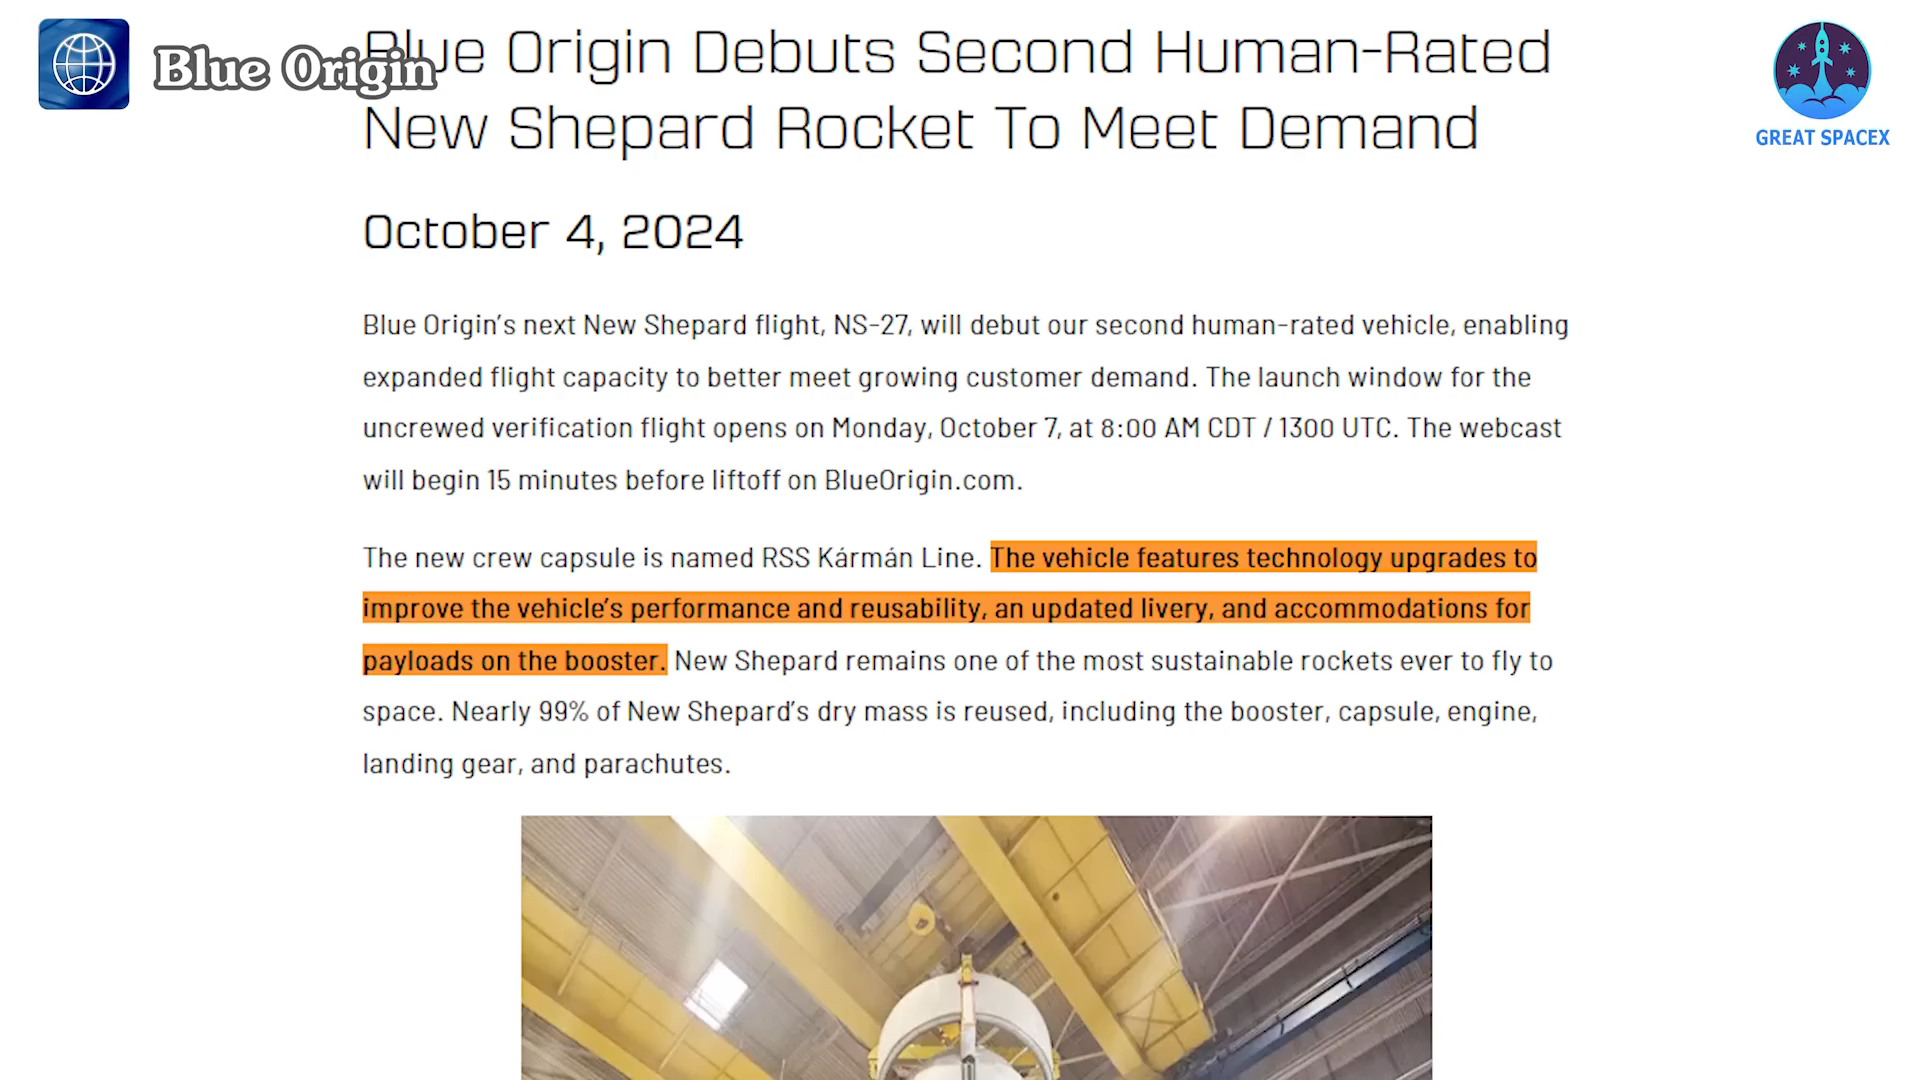 Blue Origin
Blue Origin Debuts Second Human-Rated
New Shepard Rocket To Meet Demand
GREAT SPACEX
October 4, 2024
Blue Origin's next New Shepard flight, NS-27, will debut our second human-rated vehicle, enabling
expanded flight capacity to better meet growing customer demand. The launch window for the
uncrewed verification flight opens on Monday, October 7, at 8:00 AM CDT / 1300 UTC. The webcast
will begin 15 minutes before liftoff on BlueOrigin.com.
The new crew capsule is named RSS Kármán Line. The vehicle features technology upgrades to
improve the vehicle's performance and reusability, an updated livery, and accommodations for
payloads on the booster. New Shepard remains one of the most sustainable rockets ever to fly to
space. Nearly 99% of New Shepard's dry mass is reused, including the booster, capsule, engine,
landing gear, and parachutes.